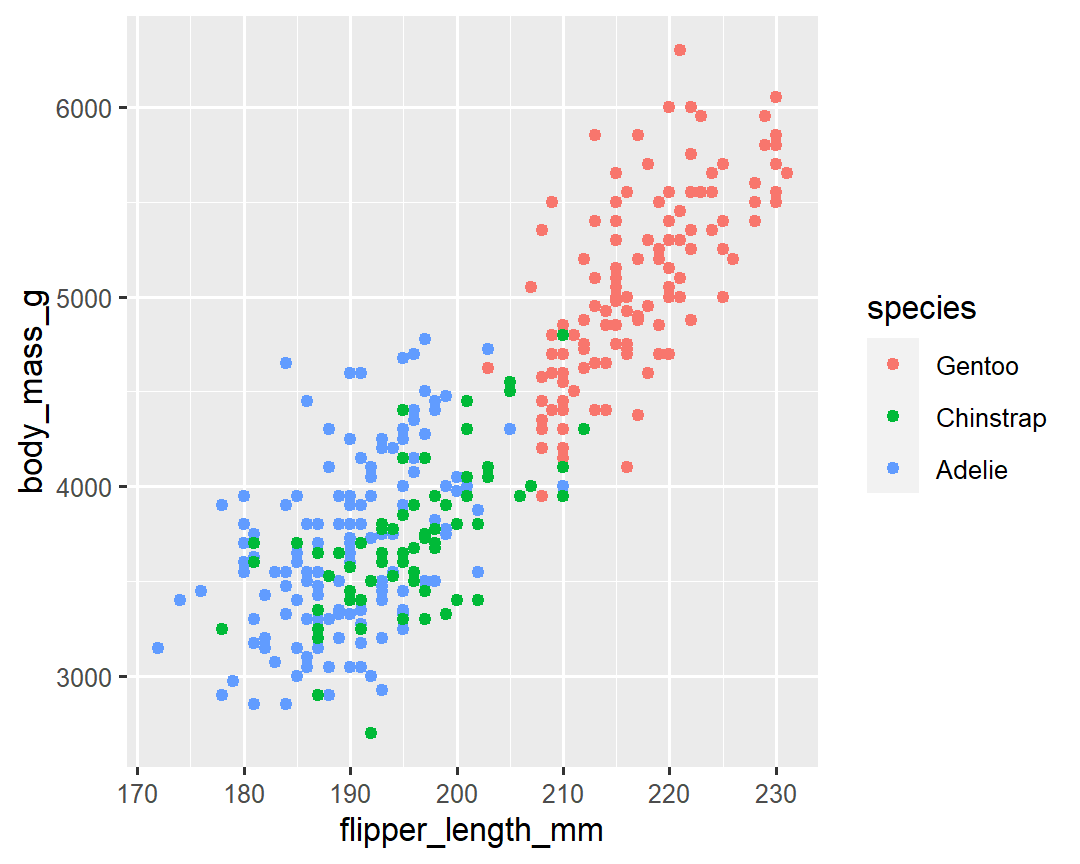 6000
5000
4000
3000
body_mass_g
170 180 190 200 210 220 230
flipper_length_mm
species
Gentoo
Chinstrap
Adelie